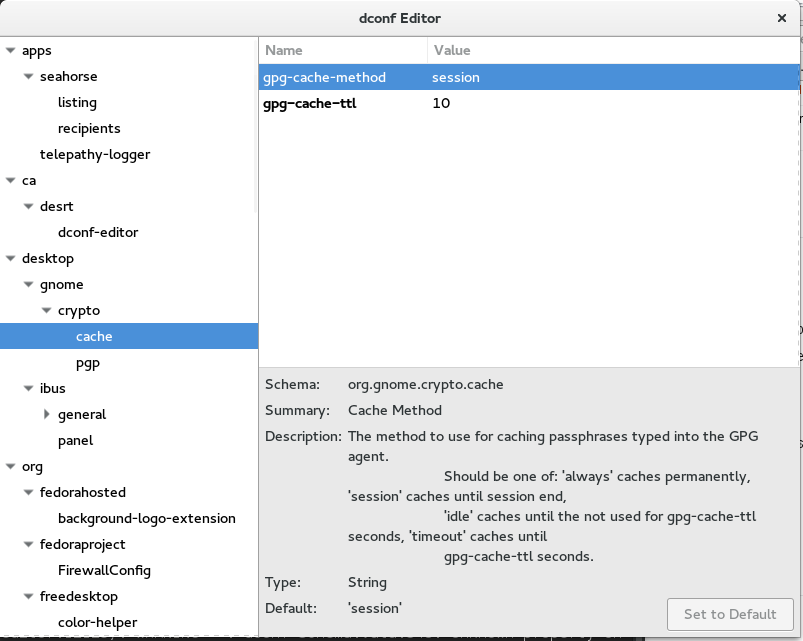 dconf Editor
apps
seahorse
listing
recipients
telepathy-logger
ca
desrt
dconf-editor
desktop
gnome
crypto
cache
pgp
ibus
general
panel
org
fedorahosted
background-logo-extension
fedoraproject
FirewallConfig
freedesktop
color-helper
Name Value
gpg-cache-method session
gpg-cache-ttl 10
Schema: org.gnome.crypto.cache
Summary: Cache Method
Description: The method to use for caching passphrases typed into the GPG
agent.
Should be one of: 'always' caches permanently,
'session' caches until session end,
'idle' caches until the not used for gpg-cache-ttl
seconds, 'timeout' caches until
gpg-cache-ttl seconds.
Type: String
Default: 'session'
Set to Default